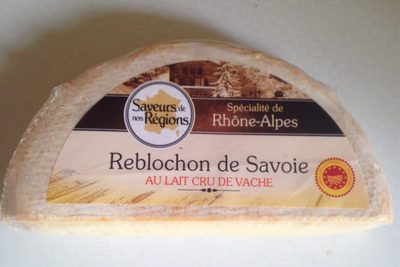 Saveurs de
nos Régions
Spécialité de
Rhône-Alpes
Reblochon de Savoie
AU LAIT CRU DE VACHE